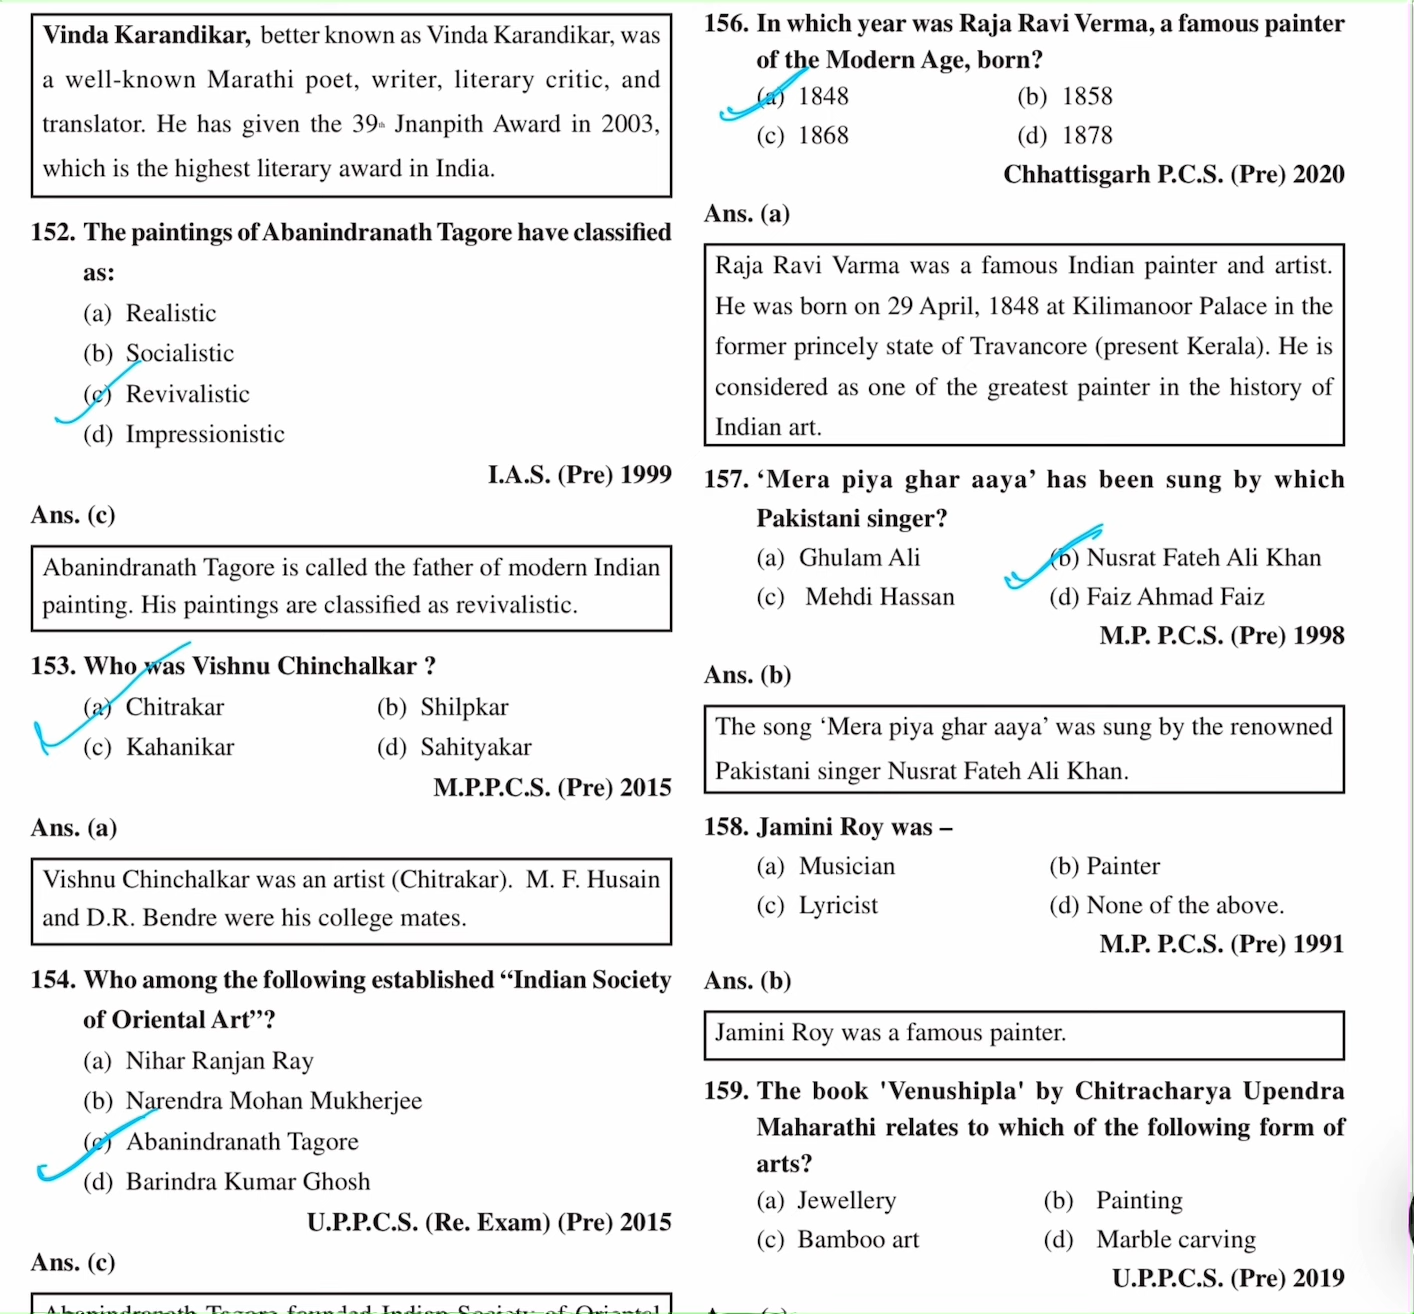 Vinda Karandikar, better known as Vinda Karandikar, was
a well-known Marathi poet, writer, literary critic, and
translator. He has given the 39th Jnanpith Award in 2003,
which is the highest literary award in India.
152. The paintings of Abanindranath Tagore have classified
as:
(a) Realistic
(b) Socialistic
(c) Revivalistic
(d) Impressionistic
I.A.S. (Pre) 1999
Ans. (c)
Abanindranath Tagore is called the father of modern Indian
painting. His paintings are classified as revivalistic.
153. Who was Vishnu Chinchalkar ?
(a) Chitrakar (b) Shilpkar
(c) Kahanikar (d) Sahityakar
M.P.P.C.S. (Pre) 2015
Ans. (a)
Vishnu Chinchalkar was an artist (Chitrakar). M. F. Husain
and D.R. Bendre were his college mates.
154. Who among the following established “Indian Society
of Oriental Art”?
(a) Nihar Ranjan Ray
(b) Narendra Mohan Mukherjee
(c) Abanindranath Tagore
(d) Barindra Kumar Ghosh
U.P.P.C.S. (Re. Exam) (Pre) 2015
Ans. (c)
Abanindranath Tagore founded Indian Society of Oriental
156. In which year was Raja Ravi Verma, a famous painter
of the Modern Age, born?
(a) 1848 (b) 1858
(c) 1868 (d) 1878
Chhattisgarh P.C.S. (Pre) 2020
Ans. (a)
Raja Ravi Varma was a famous Indian painter and artist.
He was born on 29 April, 1848 at Kilimanoor Palace in the
former princely state of Travancore (present Kerala). He is
considered as one of the greatest painter in the history of
Indian art.
157. ‘Mera piya ghar aaya’ has been sung by which
Pakistani singer?
(a) Ghulam Ali (b) Nusrat Fateh Ali Khan
(c) Mehdi Hassan (d) Faiz Ahmad Faiz
M.P. P.C.S. (Pre) 1998
Ans. (b)
The song ‘Mera piya ghar aaya’ was sung by the renowned
Pakistani singer Nusrat Fateh Ali Khan.
158. Jamini Roy was –
(a) Musician (b) Painter
(c) Lyricist (d) None of the above.
M.P. P.C.S. (Pre) 1991
Ans. (b)
Jamini Roy was a famous painter.
159. The book 'Venushipla' by Chitracharya Upendra
Maharathi relates to which of the following form of
arts?
(a) Jewellery (b) Painting
(c) Bamboo art (d) Marble carving
U.P.P.C.S. (Pre) 2019